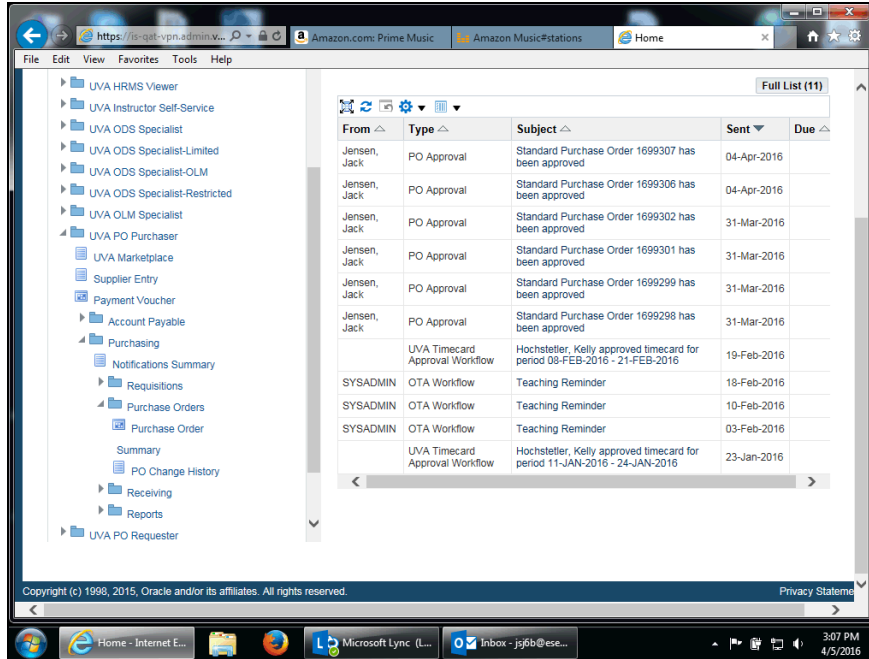 https://is-qat-vpn.admin.v...
Amazon.com: Prime Music
Amazon Music#stations
Home
File Edit View Favorites Tools Help
UVA HRMS Viewer
UVA Instructor Self-Service
UVA ODS Specialist
UVA ODS Specialist-Limited
UVA ODS Specialist-OLM
UVA ODS Specialist-Restricted
UVA OLM Specialist
UVA PO Purchaser
UVA Marketplace
Supplier Entry
Payment Voucher
Account Payable
Purchasing
Notifications Summary
Requisitions
Purchase Orders
Purchase Order
Summary
PO Change History
Receiving
Reports
UVA PO Requester
Full List (11)
From Type Subject Sent Due
Jensen, Jack PO Approval Standard Purchase Order 1699307 has been approved 04-Apr-2016
Jensen, Jack PO Approval Standard Purchase Order 1699306 has been approved 04-Apr-2016
Jensen, Jack PO Approval Standard Purchase Order 1699302 has been approved 31-Mar-2016
Jensen, Jack PO Approval Standard Purchase Order 1699301 has been approved 31-Mar-2016
Jensen, Jack PO Approval Standard Purchase Order 1699299 has been approved 31-Mar-2016
Jensen, Jack PO Approval Standard Purchase Order 1699298 has been approved 31-Mar-2016
UVA Timecard Approval Workflow Hochstetler, Kelly approved timecard for period 08-FEB-2016 - 21-FEB-2016 19-Feb-2016
SYSADMIN OTA Workflow Teaching Reminder 18-Feb-2016
SYSADMIN OTA Workflow Teaching Reminder 10-Feb-2016
SYSADMIN OTA Workflow Teaching Reminder 03-Feb-2016
UVA Timecard Approval Workflow Hochstetler, Kelly approved timecard for period 11-JAN-2016 - 24-JAN-2016 23-Jan-2016
Copyright (c) 1998, 2015, Oracle and/or its affiliates. All rights reserved.
Privacy Stateme
Home - Internet E...
Microsoft Lync (L...
Inbox - jsj6b@ese...
3:07 PM
4/5/2016